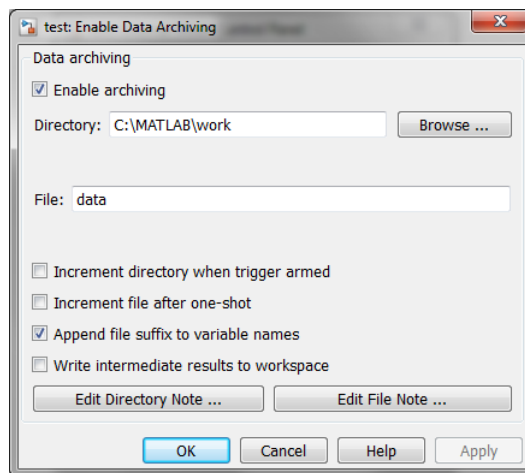 test: Enable Data Archiving
Data archiving
Enable archiving
Directory: C:\MATLAB\work Browse ...
File: data
Increment directory when trigger armed
Increment file after one-shot
Append file suffix to variable names
Write intermediate results to workspace
Edit Directory Note ... Edit File Note ...
OK Cancel Help Apply